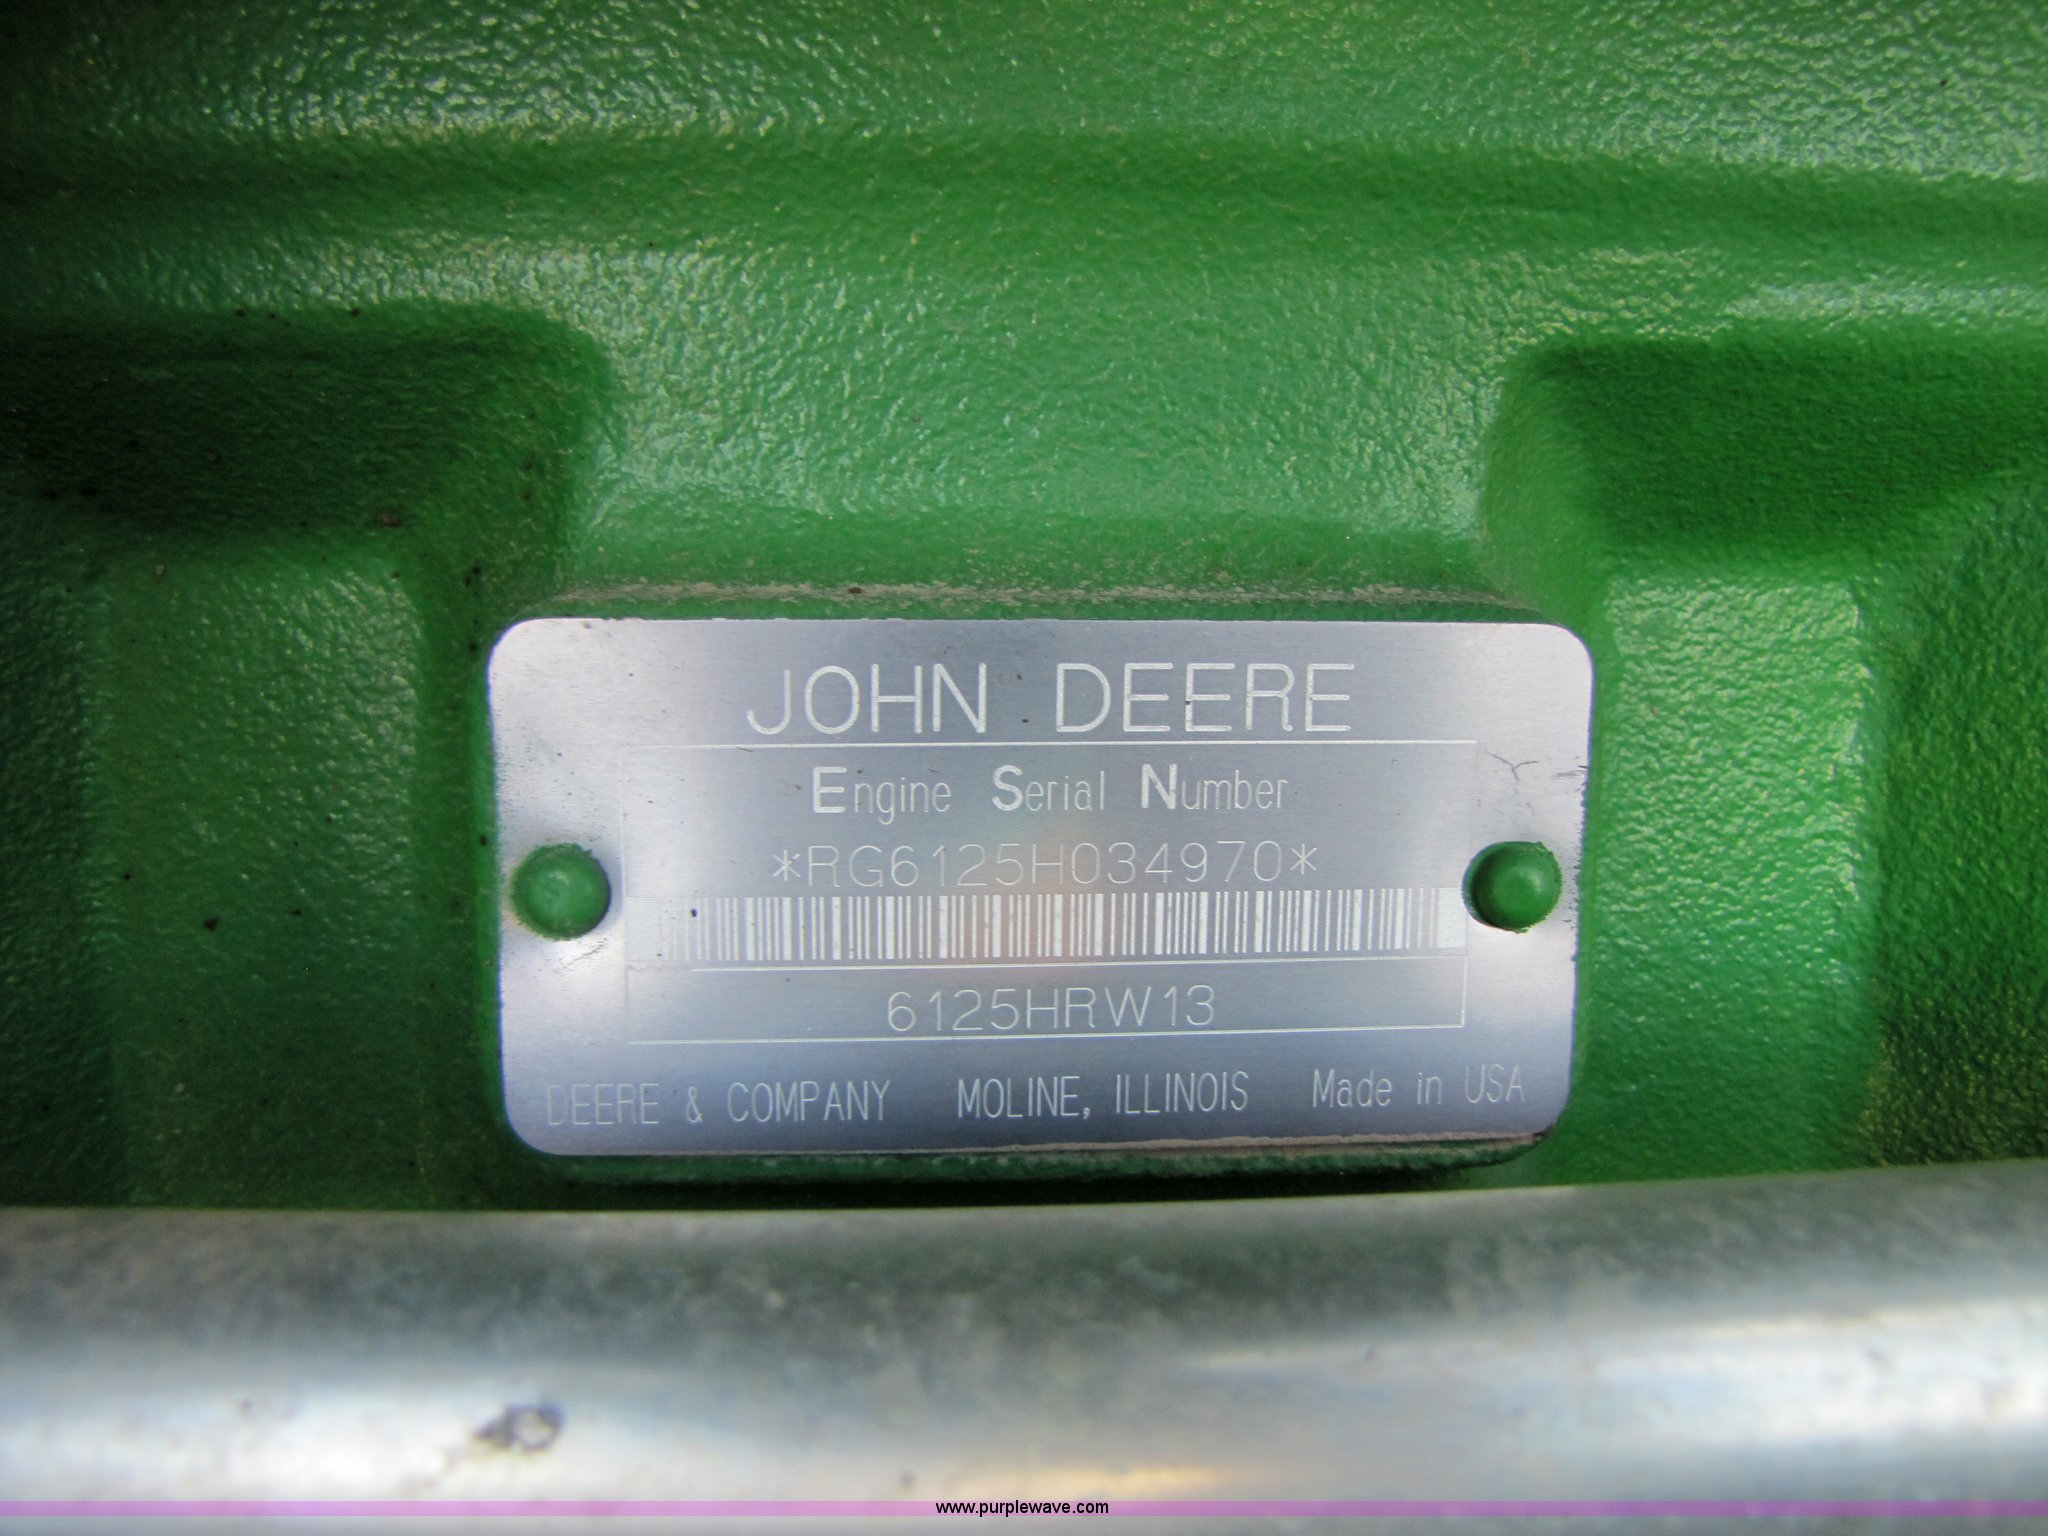 JOHN DEERE
Engine Serial Number
*RG6125H034970*
6125HRW13
DEERE & COMPANY MOLINE, ILLINOIS Made in USA
www.purplewave.com